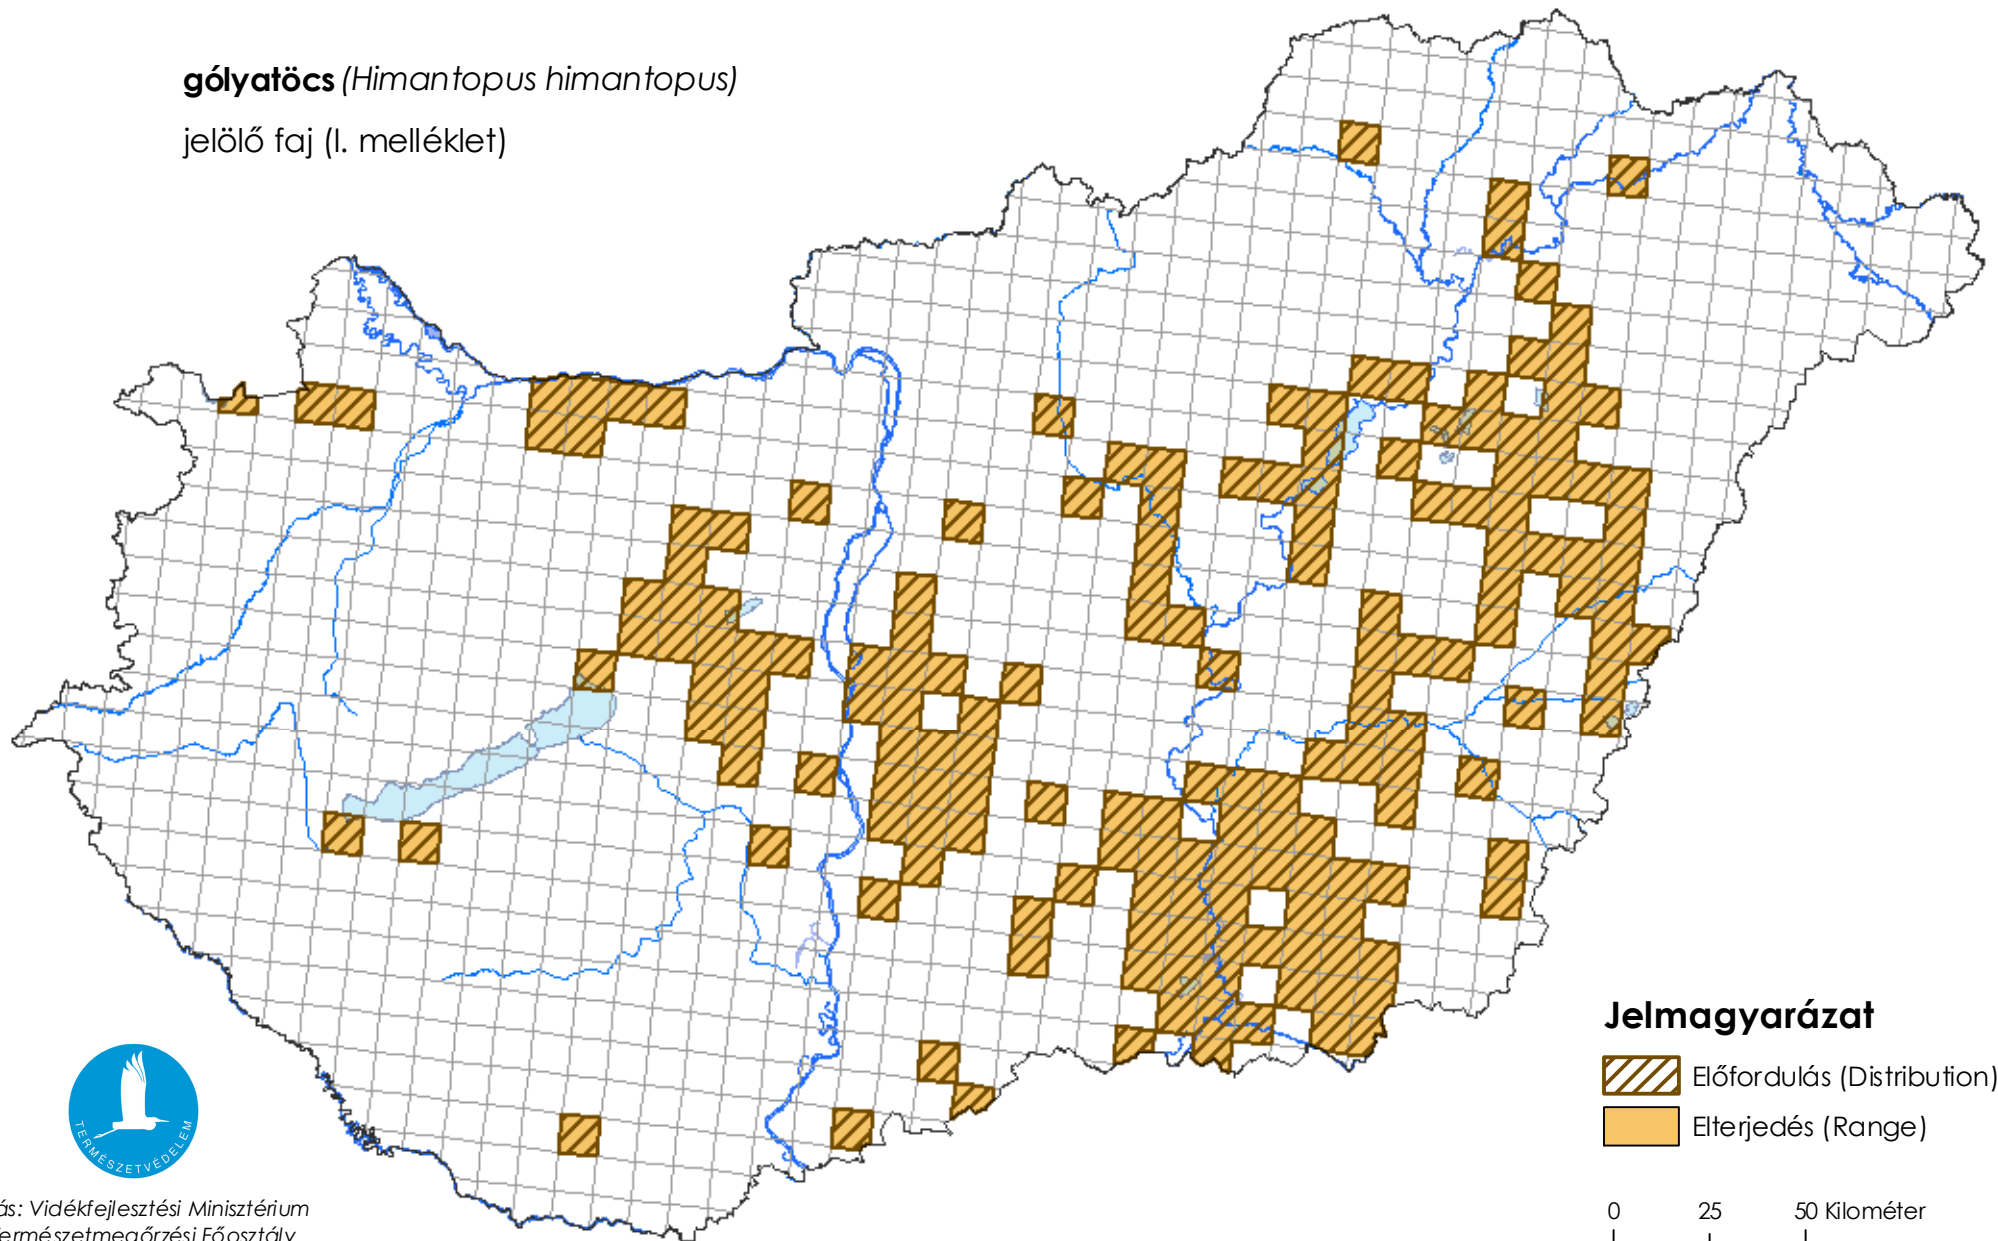 gólyatöcs (Himantopus himantopus)
jelölő faj (I. melléklet)
Jelmagyarázat
Előfordulás (Distribution)
Elterjedés (Range)
0 25 50 Kilométer
TERMÉSZETVÉDELEM
Vidékfejlesztési Minisztérium
Természetmegőrzési Főosztály